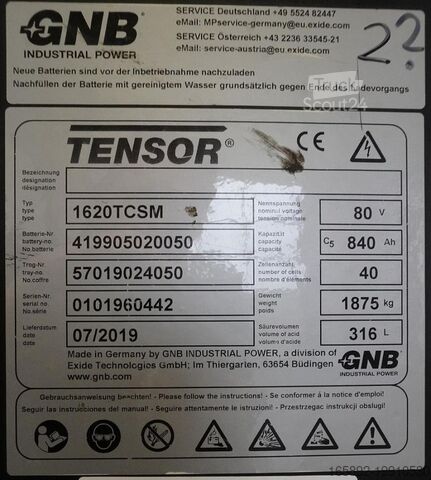 GNB®
INDUSTRIAL POWER
SERVICE Deutschland +49 5524 82447
eMail: MPservice-germany@eu.exide.com
SERVICE Österreich +43 2236 33545-21
eMail: service-austria@eu.exide.com
2?
Neue Batterien sind vor der Inbetriebnahme nachzuladen
Nachfüllen der Batterie mit gereinigtem Wasser grundsätzlich gegen Ende des Ladevorgangs
Truck
Scout24
TENSOR®
CE
Bezeichnung
designation
désignation
Typ
type
type
1620TCSM
Nennspannung
nominal voltage
tension nominale
80 V
Batterie-Nr
battery-no.
No.batterie
419905020050
Kapazität
capacity
capacité
C5 840 Ah
Trog-Nr.
tray-no.
No.coffre
57019024050
Zellenanzahl
number of cells
nombre d'éléments
40
Serien-Nr.
serial no.
No.série
0101960442
Gewicht
weight
poids
1875 kg
Lieferdatum
date
date
07/2019
Säurevolumen
volume of acid
volume d'acide
316 L
Made in Germany by GNB INDUSTRIAL POWER, a division of
Exide Technologies GmbH; Im Thiergarten, 63654 Büdingen
www.gnb.com
GNB®
INDUSTRIAL POWER
Gebrauchsanweisung beachten! - Please follow the instructions! - Se conformer à la notice d'emploi!
Seguir las instrucciones del manual! - Seguire attentamente le istruzioni! - Przestrzegac instrukcji obslugi!